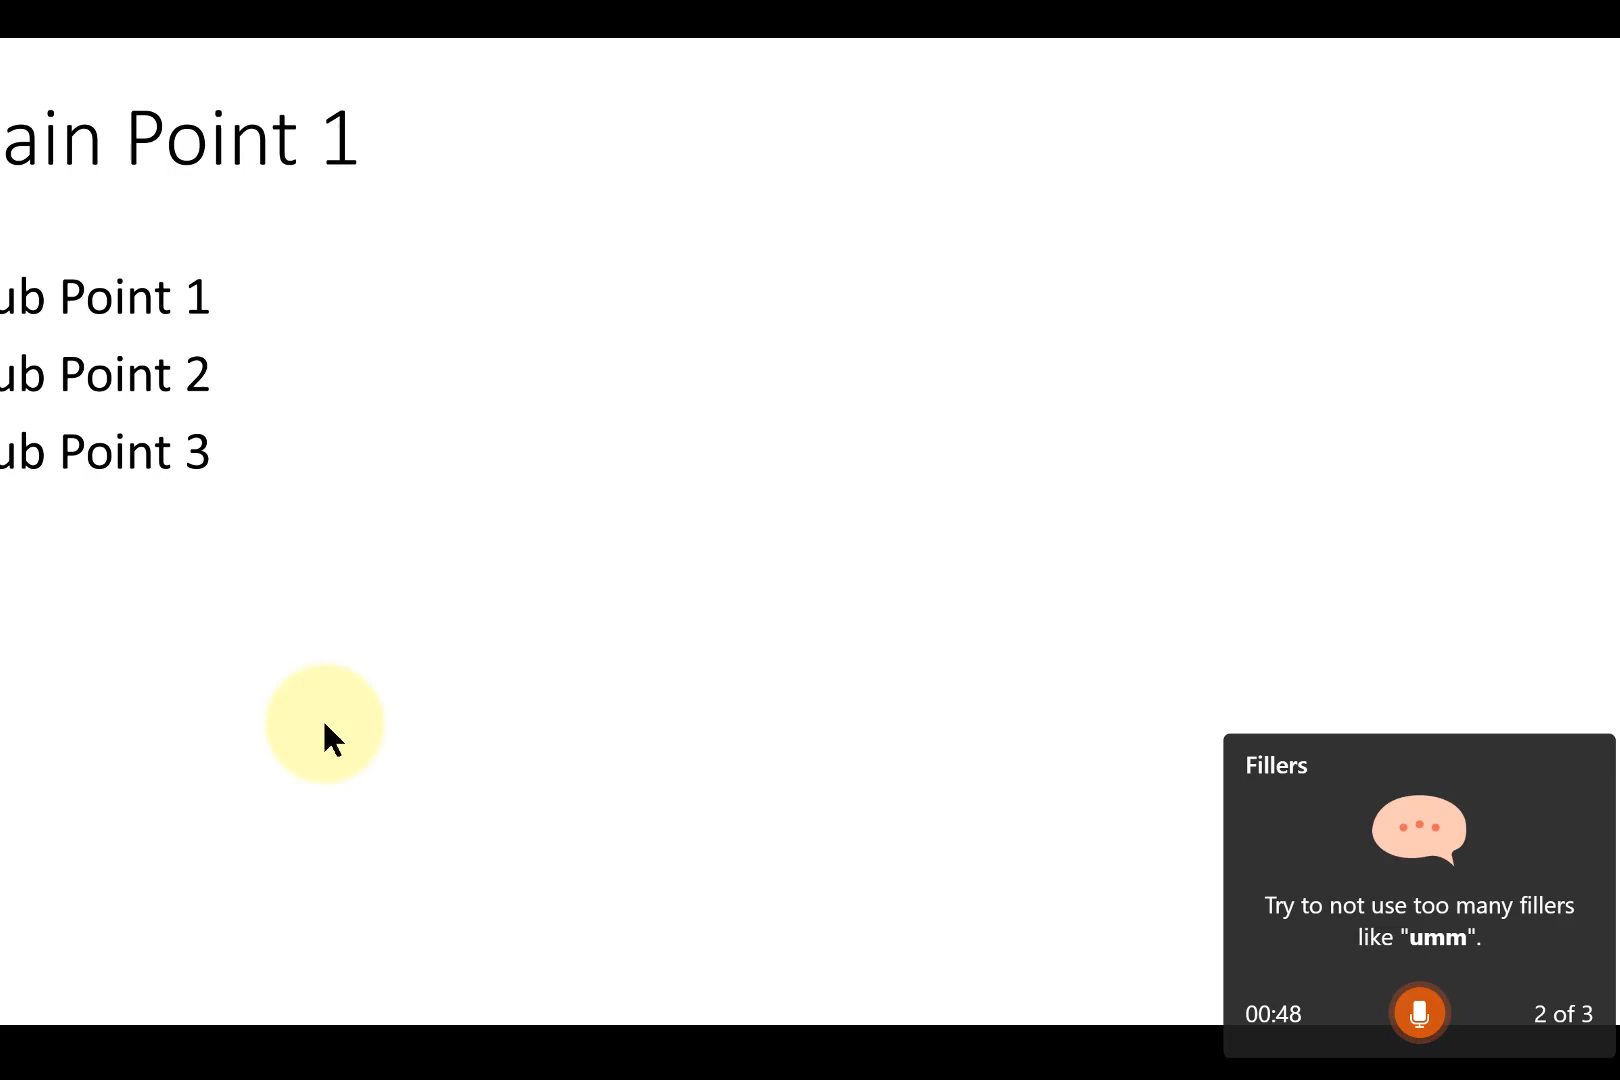 ain Point 1
ub Point 1
ub Point 2
ub Point 3
Fillers
Try to not use too many fillers
like "umm".
00:48
2 of 3